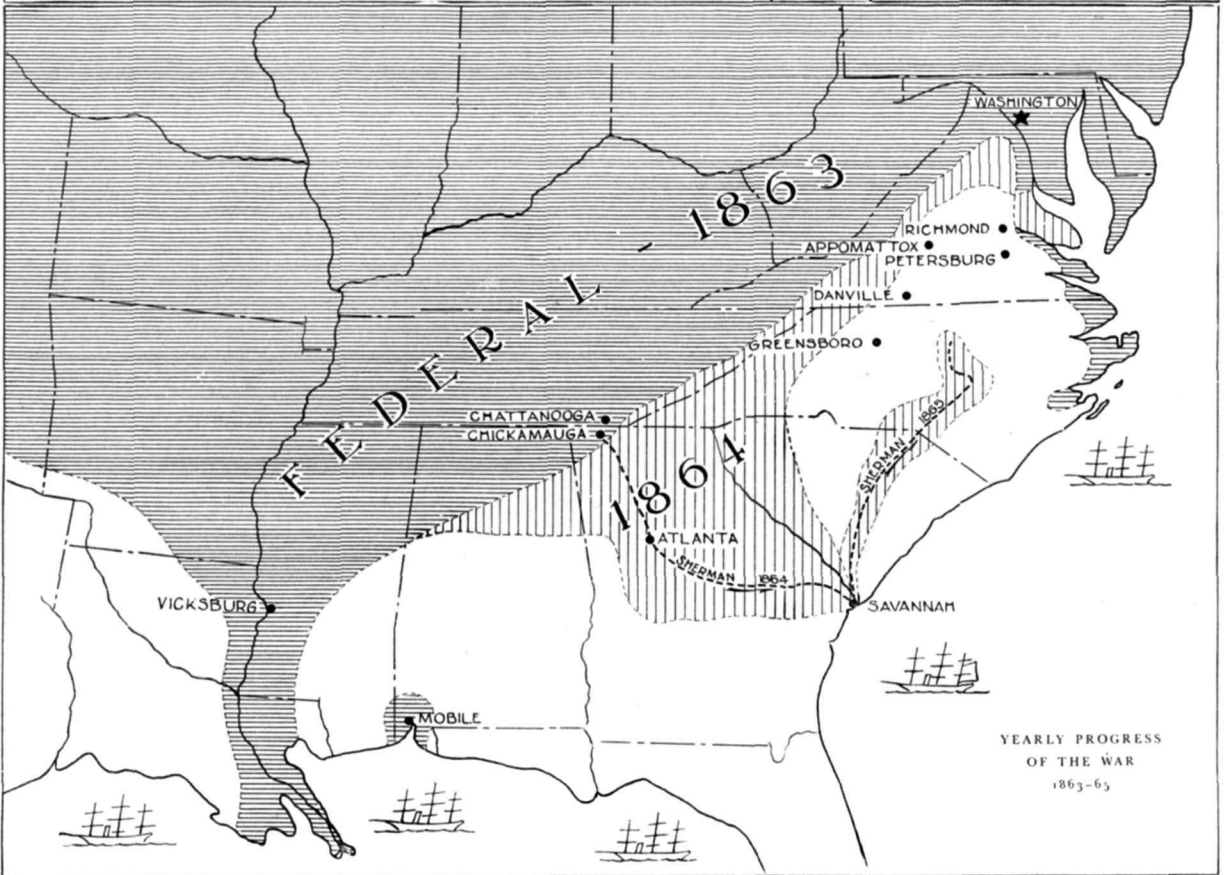 WASHINGTON
FEDERAL - 1863
RICHMOND
APPOMATTOX
PETERSBURG
DANVILLE
GREENSBORO
CHATTANOOGA
CHICKAMAUGA
1864
SHERMAN 1865
ATLANTA
SHERMAN 1864
VICKSBURG
SAVANNAH
MOBILE
YEARLY PROGRESS
OF THE WAR
1863-65